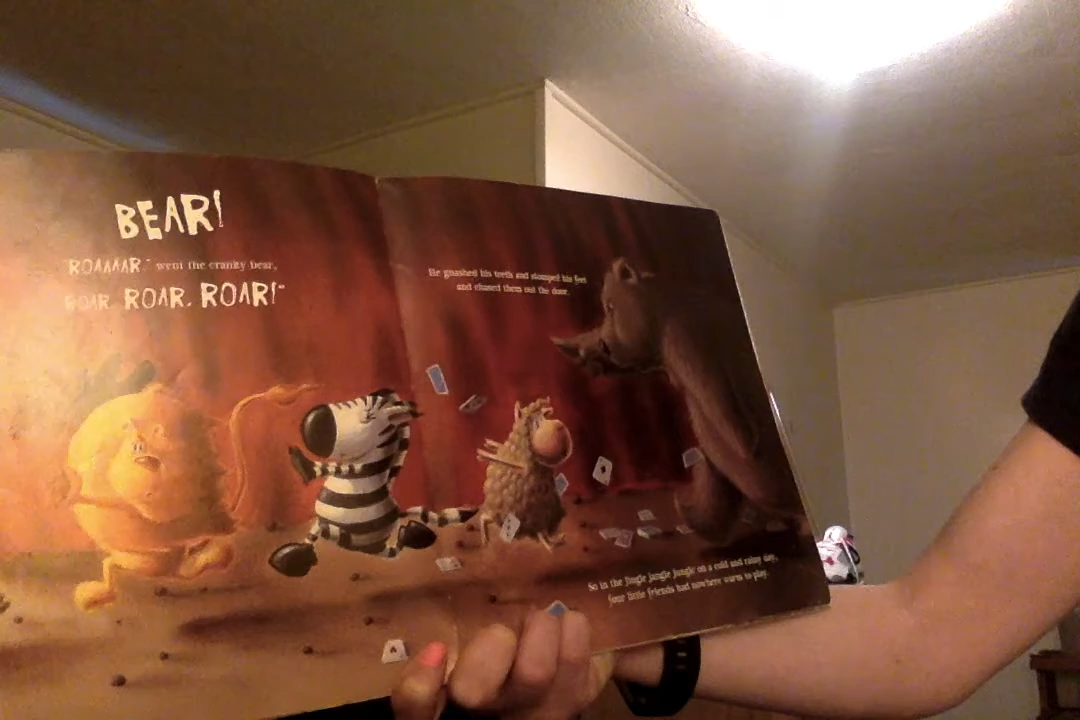 BEAR!
"ROAAAAR," went the cranky bear,
"ROAR, ROAR, ROAR!"
He gnashed his teeth and stomped his feet
and chased them out the door.
So in the Jingle Jangle Jungle on a cold and rainy day,
four little friends had nowhere warm to play.